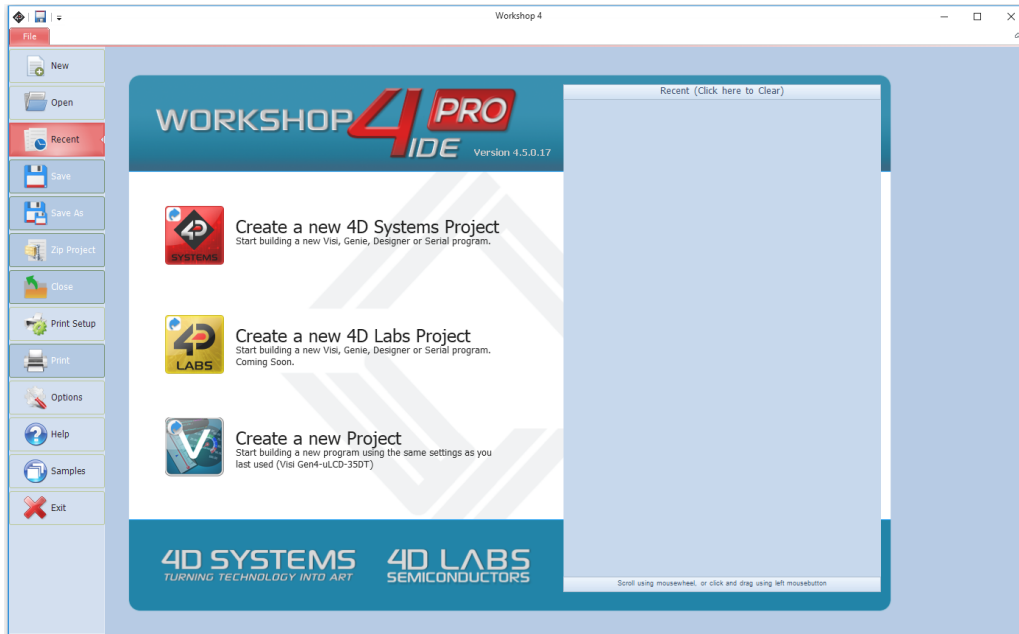 Workshop 4
File
New
Open
Recent
Save
Save As
Zip Project
Close
Print Setup
Print
Options
Help
Samples
Exit
WORKSHOP 4 PRO
IDE Version 4.5.0.17
4D
SYSTEMS
Create a new 4D Systems Project
Start building a new Visi, Genie, Designer or Serial program.
4D
LABS
Create a new 4D Labs Project
Start building a new Visi, Genie, Designer or Serial program.
Coming Soon.
V
Create a new Project
Start building a new program using the same settings as you
last used (Visi Gen4-uLCD-35DT)
4D SYSTEMS
TURNING TECHNOLOGY INTO ART
4D LABS
SEMICONDUCTORS
Recent (Click here to Clear)
Scroll using mousewheel, or click and drag using left mousebutton